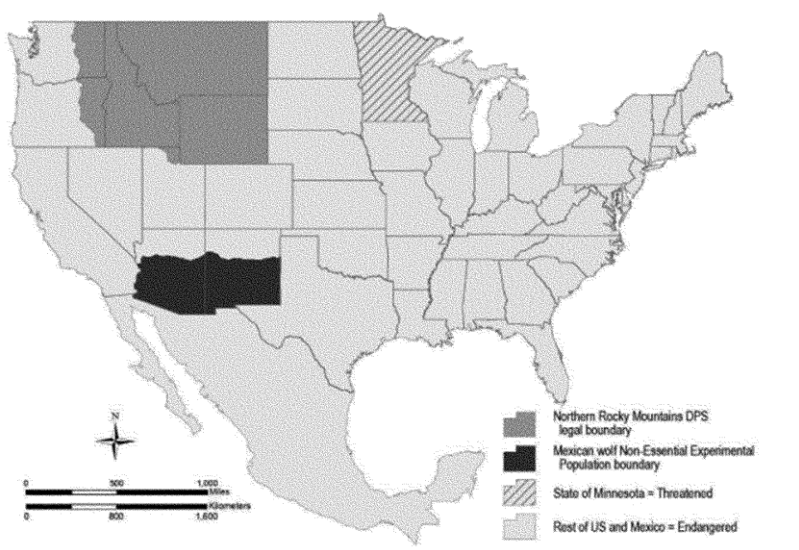 Northern Rocky Mountains DPS
legal boundary
Mexican wolf Non-Essential Experimental
Population boundary
State of Minnesota = Threatened
Rest of US and Mexico = Endangered
N
0 500 1,000
Miles
Kilometers
0 800 1,600